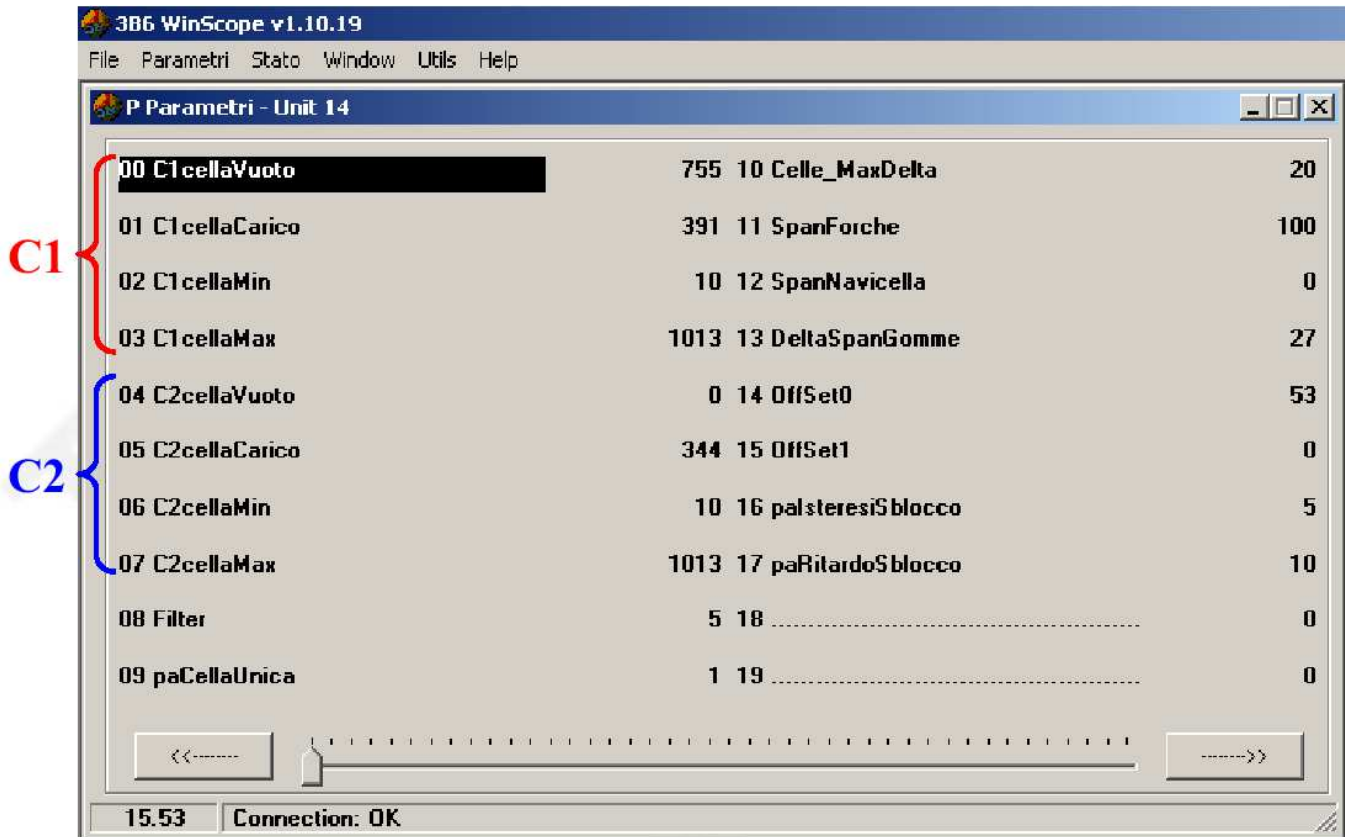 3B6 WinScope v1.10.19
File Parametri Stato Window Utils Help
P Parametri - Unit 14
C1
C2
00 C1cellaVuoto 755 10 Celle_MaxDelta 20
01 C1cellaCarico 391 11 SpanForche 100
02 C1cellaMin 10 12 SpanNavicella 0
03 C1cellaMax 1013 13 DeltaSpanGomme 27
04 C2cellaVuoto 0 14 OffSet0 53
05 C2cellaCarico 344 15 OffSet1 0
06 C2cellaMin 10 16 paIsteresiSblocco 5
07 C2cellaMax 1013 17 paRitardoSblocco 10
08 Filter 5 18 ............................................. 0
09 paCellaUnica 1 19 ............................................. 0
<<------- ------->>
15.53 Connection: OK